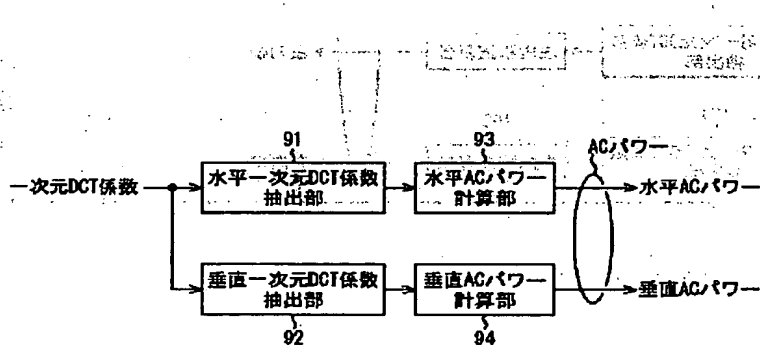 91
93
ACパワー
一次元DCT係数
水平一次元DCT係数
抽出部
水平ACパワー
計算部
水平ACパワー
垂直一次元DCT係数
抽出部
垂直ACパワー
計算部
垂直ACパワー
92
94